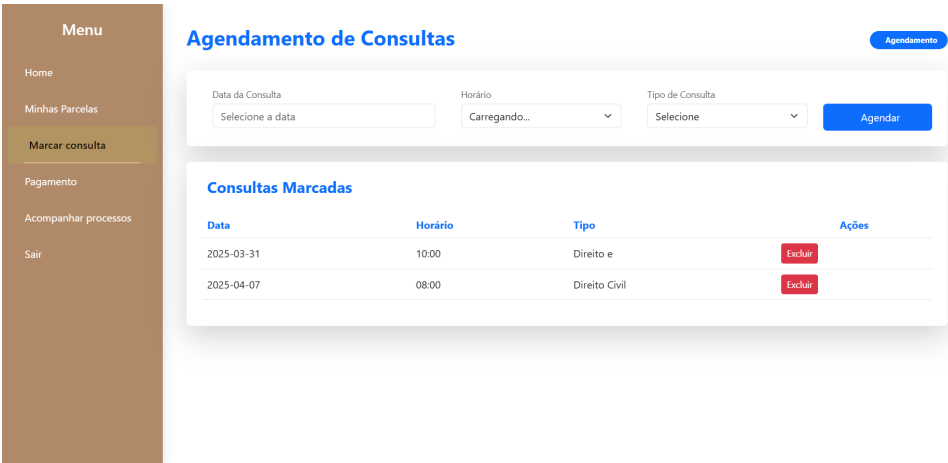 Menu
Home
Minhas Parcelas
Marcar consulta
Pagamento
Acompanhar processos
Sair
Agendamento de Consultas
Agendamento
Data da Consulta Horário Tipo de Consulta
Selecione a data Carregando... Selecione Agendar
Consultas Marcadas
Data Horário Tipo Ações
2025-03-31 10:00 Direito e Excluir
2025-04-07 08:00 Direito Civil Excluir